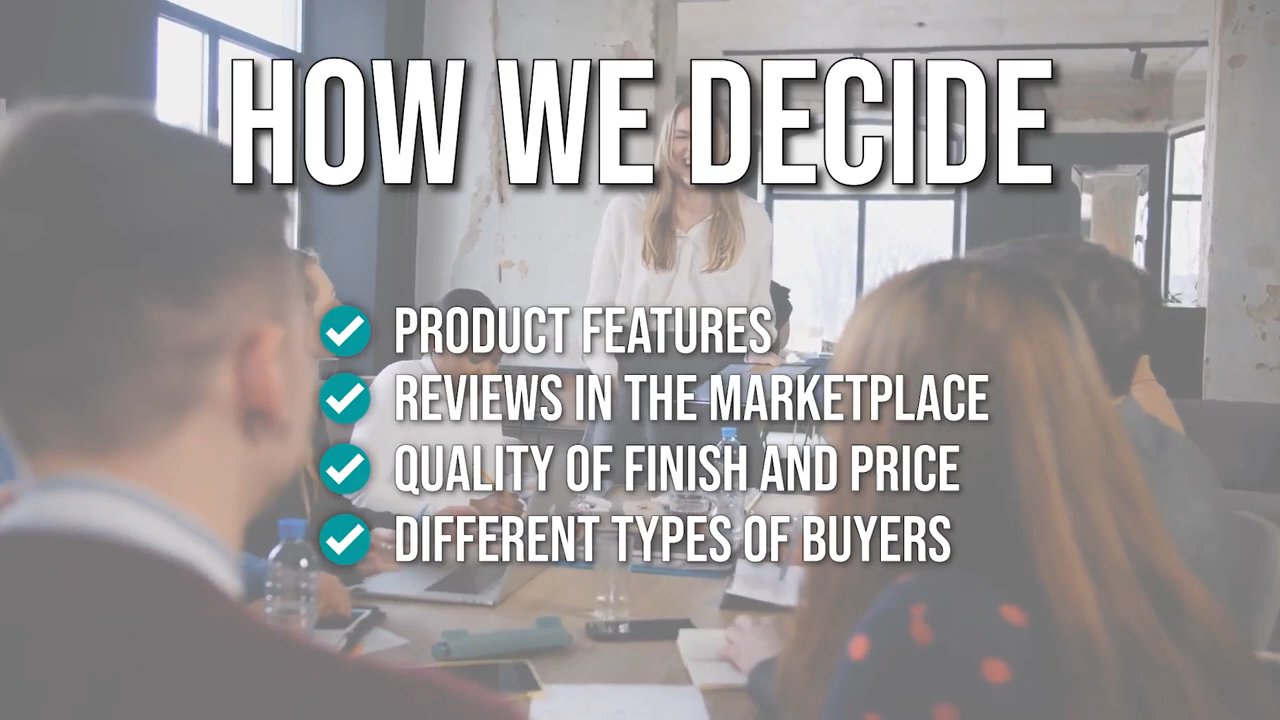 HOW WE DECIDE
PRODUCT FEATURES
REVIEWS IN THE MARKETPLACE
QUALITY OF FINISH AND PRICE
DIFFERENT TYPES OF BUYERS